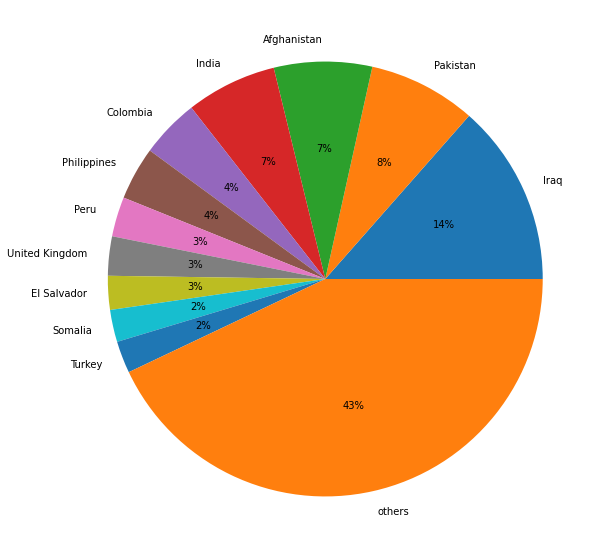 Afghanistan
India
Pakistan
Colombia
Philippines
Peru
United Kingdom
El Salvador
Somalia
Turkey
Iraq
others
14%
8%
7%
7%
4%
4%
3%
3%
3%
2%
2%
43%